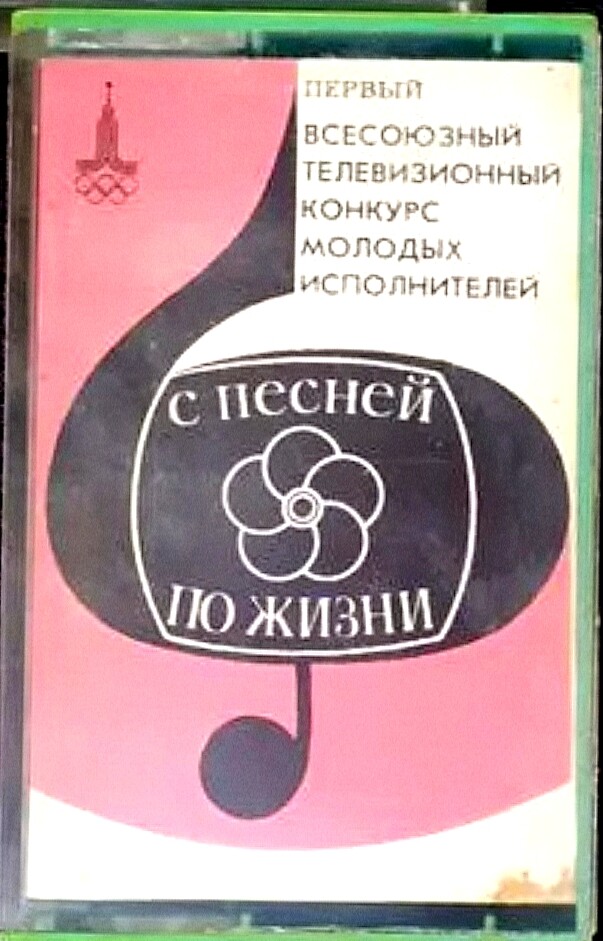 ПЕРВЫЙ
ВСЕСОЮЗНЫЙ
ТЕЛЕВИЗИОННЫЙ
КОНКУРС
МОЛОДЫХ
ИСПОЛНИТЕЛЕЙ
С ПЕСНЕЙ
ПО ЖИЗНИ